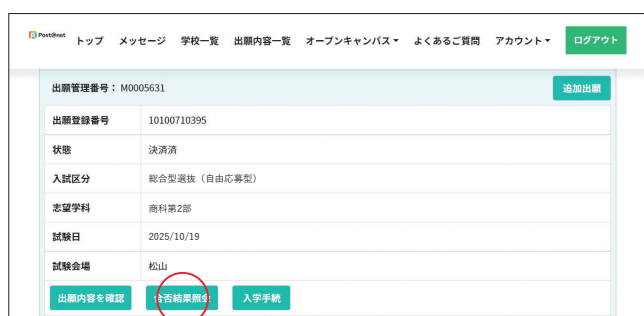 Post@net トップ メッセージ 学校一覧 出願内容一覧 オープンキャンパス よくあるご質問 アカウント ログアウト
出願管理番号： M0005631 追加出願
出願登録番号 10100710395
状態 決済済
入試区分 総合型選抜（自由応募型）
志望学科 商科第2部
試験日 2025/10/19
試験会場 松山
出願内容を確認 合否結果照会 入学手続